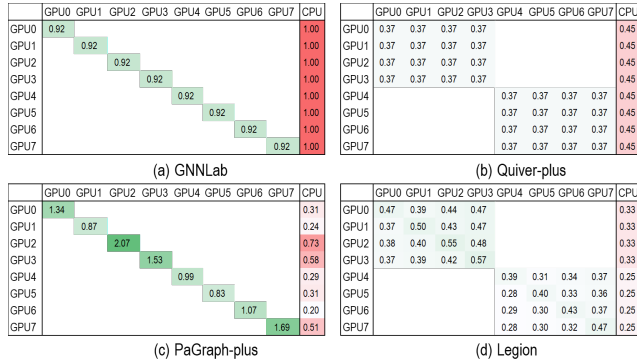 GPU0 GPU1 GPU2 GPU3 GPU4 GPU5 GPU6 GPU7 CPU
GPU0 0.92 1.00
GPU1 0.92 1.00
GPU2 0.92 1.00
GPU3 0.92 1.00
GPU4 0.92 1.00
GPU5 0.92 1.00
GPU6 0.92 1.00
GPU7 0.92 1.00
(a) GNNLab
GPU0 GPU1 GPU2 GPU3 GPU4 GPU5 GPU6 GPU7 CPU
GPU0 0.37 0.37 0.37 0.37 0.45
GPU1 0.37 0.37 0.37 0.37 0.45
GPU2 0.37 0.37 0.37 0.37 0.45
GPU3 0.37 0.37 0.37 0.37 0.45
GPU4 0.37 0.37 0.37 0.37 0.45
GPU5 0.37 0.37 0.37 0.37 0.45
GPU6 0.37 0.37 0.37 0.37 0.45
GPU7 0.37 0.37 0.37 0.37 0.45
(b) Quiver-plus
GPU0 GPU1 GPU2 GPU3 GPU4 GPU5 GPU6 GPU7 CPU
GPU0 1.34 0.31
GPU1 0.87 0.24
GPU2 2.07 0.73
GPU3 1.53 0.58
GPU4 0.99 0.29
GPU5 0.83 0.31
GPU6 1.07 0.20
GPU7 1.69 0.51
(c) PaGraph-plus
GPU0 GPU1 GPU2 GPU3 GPU4 GPU5 GPU6 GPU7 CPU
GPU0 0.47 0.39 0.44 0.47 0.33
GPU1 0.37 0.50 0.43 0.47 0.33
GPU2 0.38 0.40 0.55 0.48 0.33
GPU3 0.37 0.39 0.42 0.57 0.33
GPU4 0.39 0.31 0.34 0.37 0.25
GPU5 0.28 0.40 0.33 0.36 0.25
GPU6 0.29 0.30 0.43 0.37 0.25
GPU7 0.28 0.30 0.32 0.47 0.25
(d) Legion